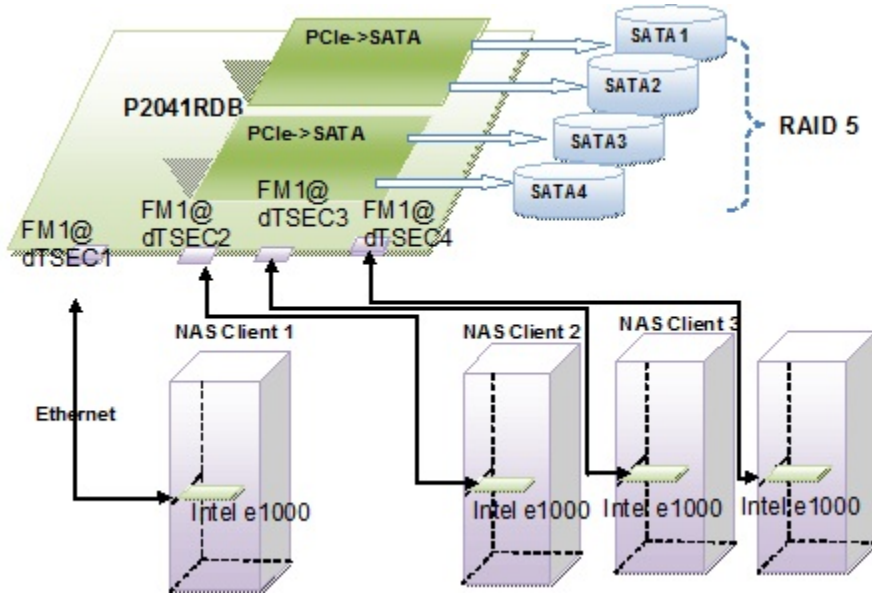 PCIe->SATA
SATA1
SATA2
P2041RDB
RAID 5
PCIe->SATA
SATA3
SATA4
FM1@
dTSEC1
FM1@
dTSEC2
FM1@
dTSEC3
FM1@
dTSEC4
NAS Client 1
NAS Client 2
NAS Client 3
Ethernet
Intel e1000
Intel e1000
Intel e1000
Intel e1000